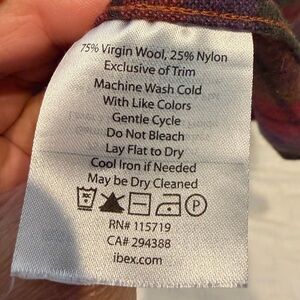 75% Virgin Wool, 25% Nylon
Exclusive of Trim
Machine Wash Cold
With Like Colors
Gentle Cycle
Do Not Bleach
Lay Flat to Dry
Cool Iron if Needed
May be Dry Cleaned
P
RN# 115719
CA# 294388
ibex.com